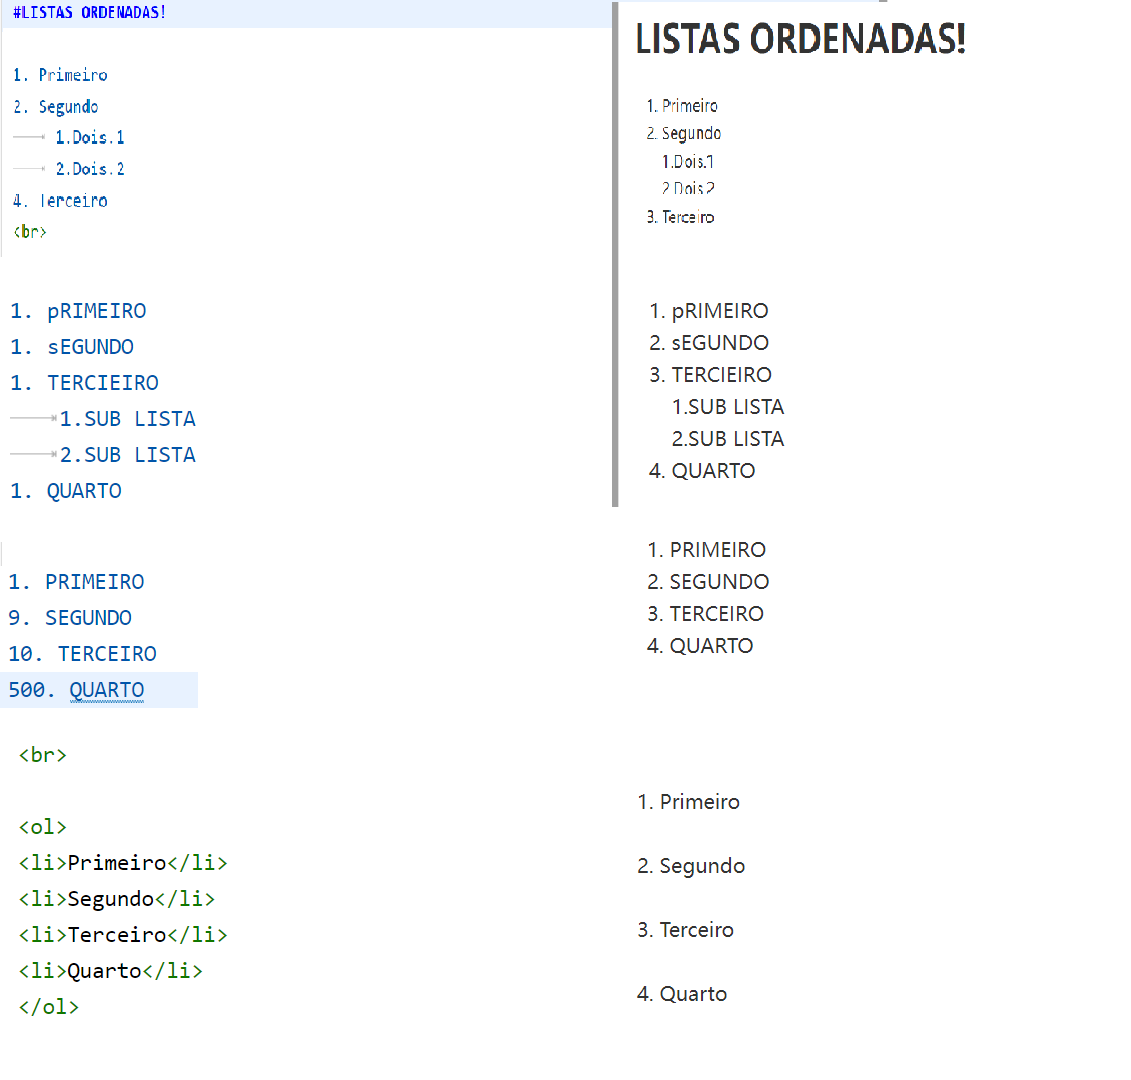 #LISTAS ORDENADAS!
1. Primeiro
2. Segundo
1.Dois.1
2.Dois.2
4. Terceiro
<br>
1. pRIMEIRO
1. sEGUNDO
1. TERCIEIRO
1.SUB LISTA
2.SUB LISTA
1. QUARTO
1. PRIMEIRO
9. SEGUNDO
10. TERCEIRO
500. QUARTO
<br>
<ol>
<li>Primeiro</li>
<li>Segundo</li>
<li>Terceiro</li>
<li>Quarto</li>
</ol>
LISTAS ORDENADAS!
1. Primeiro
2. Segundo
1.Dois.1
2.Dois.2
3. Terceiro
1. pRIMEIRO
2. sEGUNDO
3. TERCIEIRO
1.SUB LISTA
2.SUB LISTA
4. QUARTO
1. PRIMEIRO
2. SEGUNDO
3. TERCEIRO
4. QUARTO
1. Primeiro
2. Segundo
3. Terceiro
4. Quarto